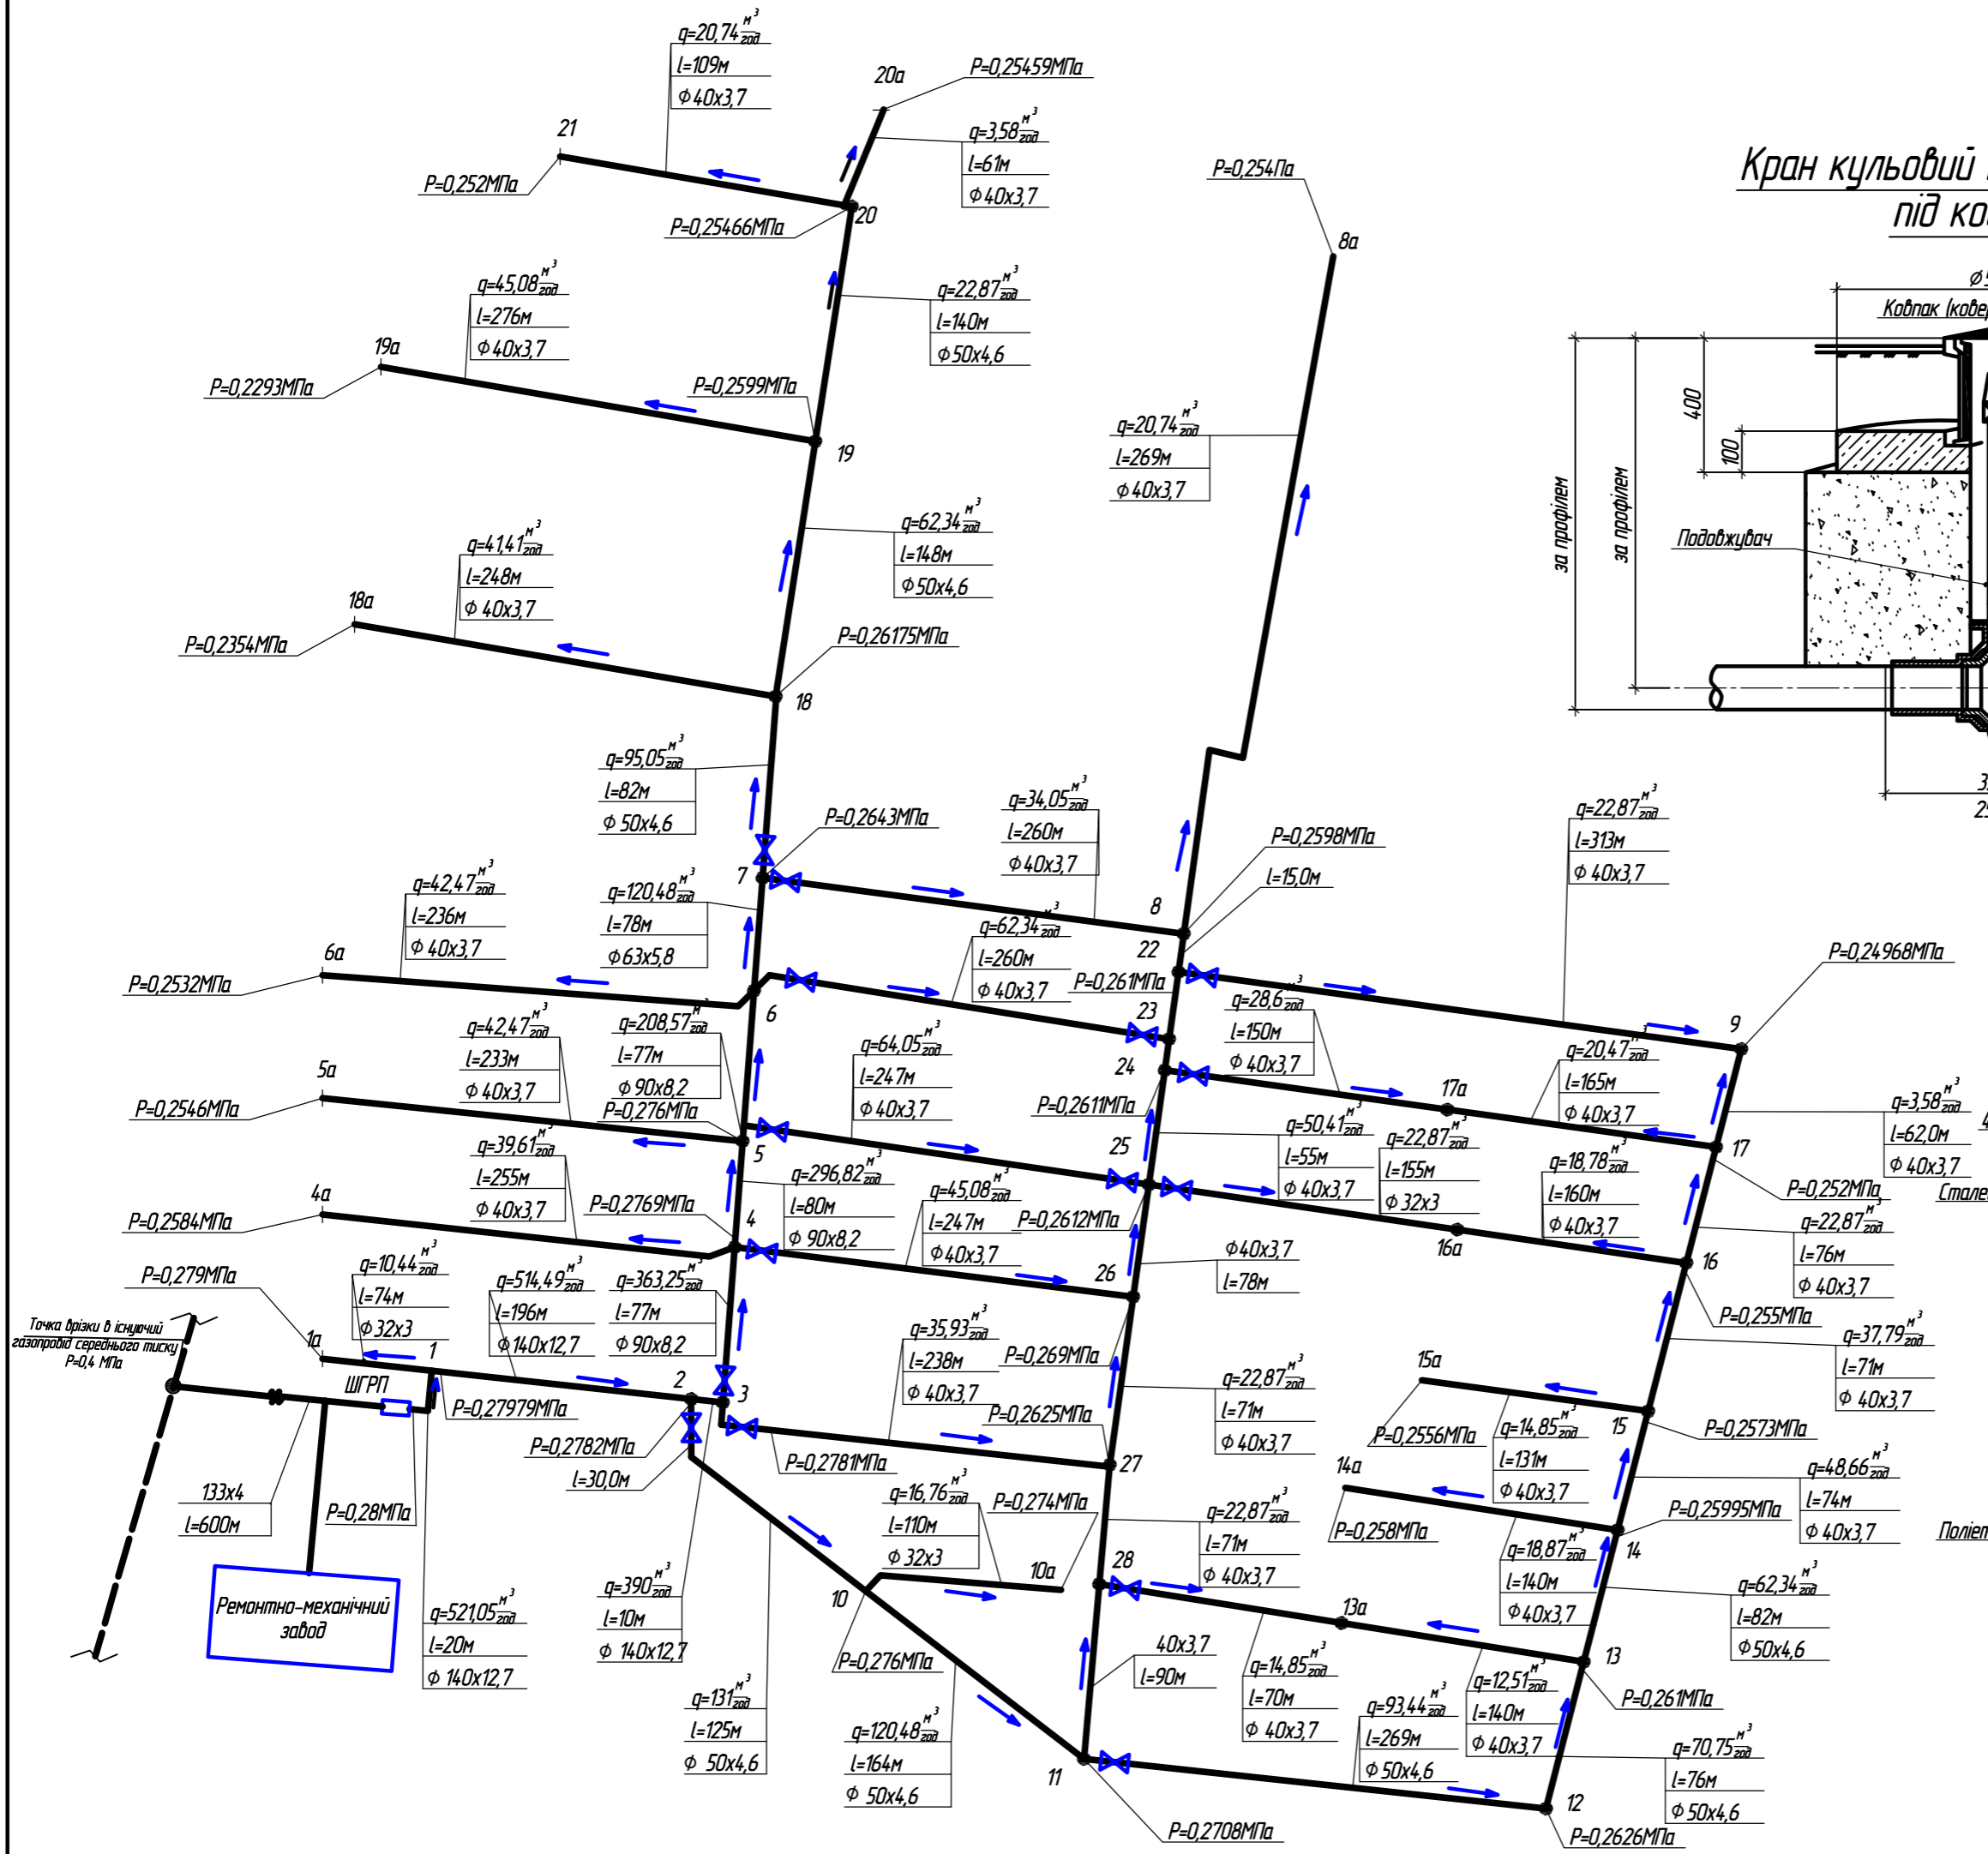 q=20,74 м³/год
l=109м
Ф 40х3,7
20а
P=0,25459МПа
21
q=3,58 м³/год
l=61м
Ф 40х3,7
P=0,252МПа
20
P=0,25466МПа
P=0,254Па
8а
Кран кульовий
під
Ковпак
400
100
за профілем
за профілем
Подовжувач
q=45,08 м³/год
l=276м
Ф 40х3,7
q=22,87 м³/год
l=140м
Ф 50х4,6
19а
P=0,2293МПа
P=0,2599МПа
19
q=20,74 м³/год
l=269м
Ф 40х3,7
q=41,41 м³/год
l=248м
Ф 40х3,7
q=62,34 м³/год
l=148м
Ф 50х4,6
18а
P=0,2354МПа
P=0,26175МПа
18
q=95,05 м³/год
l=82м
Ф 50х4,6
P=0,2643МПа
q=34,05 м³/год
l=260м
Ф 40х3,7
P=0,2598МПа
l=15,0м
q=22,87 м³/год
l=313м
Ф 40х3,7
7
8
q=42,47 м³/год
l=236м
Ф 40х3,7
q=120,48 м³/год
l=78м
Ф 63х5,8
q=62,34 м³/год
l=260м
Ф 40х3,7
22
P=0,261МПа
P=0,24968МПа
6а
P=0,2532МПа
6
23
q=28,6 м³/год
l=150м
Ф 40х3,7
9
q=42,47 м³/год
l=233м
Ф 40х3,7
q=208,57 м³/год
l=77м
Ф 90х8,2
P=0,276МПа
q=64,05 м³/год
l=247м
Ф 40х3,7
24
P=0,2611МПа
17а
q=20,47 м³/год
l=165м
Ф 40х3,7
5а
P=0,2546МПа
5
q=3,58 м³/год
l=62,0м
Ф 40х3,7
17
P=0,252МПа
q=39,61 м³/год
l=255м
Ф 40х3,7
q=296,82 м³/год
l=80м
Ф 90х8,2
q=45,08 м³/год
l=247м
Ф 40х3,7
25
P=0,2612МПа
q=50,41 м³/год
l=55м
Ф 40х3,7
q=22,87 м³/год
l=155м
Ф 32х3
q=18,78 м³/год
l=160м
Ф 40х3,7
4а
P=0,2584МПа
P=0,2769МПа
4
16а
16
q=22,87 м³/год
l=76м
Ф 40х3,7
P=0,279МПа
q=10,44 м³/год
l=74м
Ф 32х3
q=514,49 м³/год
l=196м
Ф 140х12,7
q=363,25 м³/год
l=77м
Ф 90х8,2
26
Ф40х3,7
l=78м
P=0,255МПа
Точка врізки в існуючий
газопровід середнього тиску
P=0,4 МПа
1а
1
ШГРП
P=0,27979МПа
2
3
q=35,93 м³/год
l=238м
Ф 40х3,7
P=0,269МПа
P=0,2625МПа
q=22,87 м³/год
l=71м
Ф 40х3,7
15а
q=37,79 м³/год
l=71м
Ф 40х3,7
P=0,2782МПа
l=30,0м
P=0,2781МПа
27
P=0,2556МПа
q=14,85 м³/год
l=131м
Ф 40х3,7
15
P=0,2573МПа
133х4
l=600м
P=0,28МПа
q=16,76 м³/год
l=110м
Ф 32х3
P=0,274МПа
q=22,87 м³/год
l=71м
Ф 40х3,7
14а
P=0,258МПа
q=48,66 м³/год
l=74м
Ф 40х3,7
P=0,25995МПа
14
Ремонтно-механічний
завод
q=521,05 м³/год
l=20м
Ф 140х12,7
q=390 м³/год
l=10м
Ф 140х12,7
10
10а
28
13а
q=18,87 м³/год
l=140м
Ф40х3,7
q=62,34 м³/год
l=82м
Ф50х4,6
P=0,276МПа
40х3,7
l=90м
q=14,85 м³/год
l=70м
Ф 40х3,7
q=12,51 м³/год
l=140м
Ф 40х3,7
13
P=0,261МПа
q=131 м³/год
l=125м
Ф 50х4,6
q=120,48 м³/год
l=164м
Ф 50х4,6
11
q=93,44 м³/год
l=269м
Ф50х4,6
q=70,75 м³/год
l=76м
Ф50х4,6
12
P=0,2708МПа
P=0,2626МПа